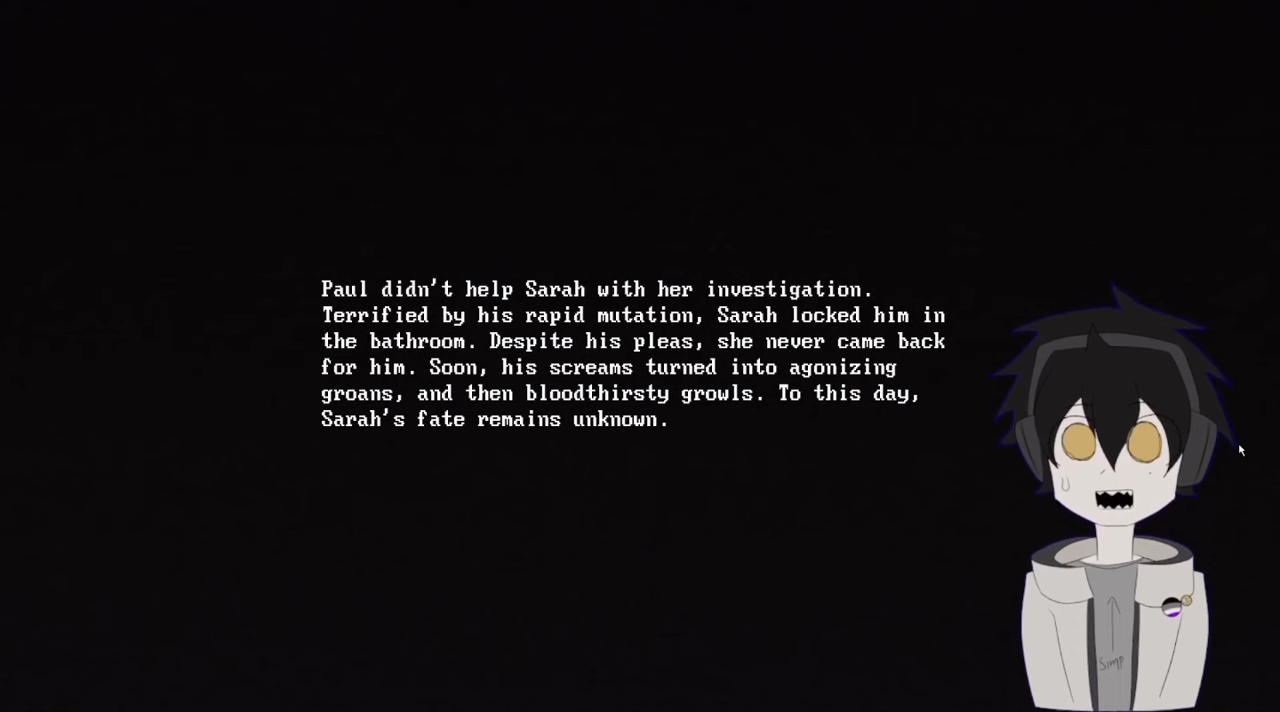 Paul didn't help Sarah with her investigation.
Terrified by his rapid mutation, Sarah locked him in
the bathroom. Despite his pleas, she never came back
for him. Soon, his screams turned into agonizing
groans, and then bloodthirsty growls. To this day,
Sarah's fate remains unknown.
Simp